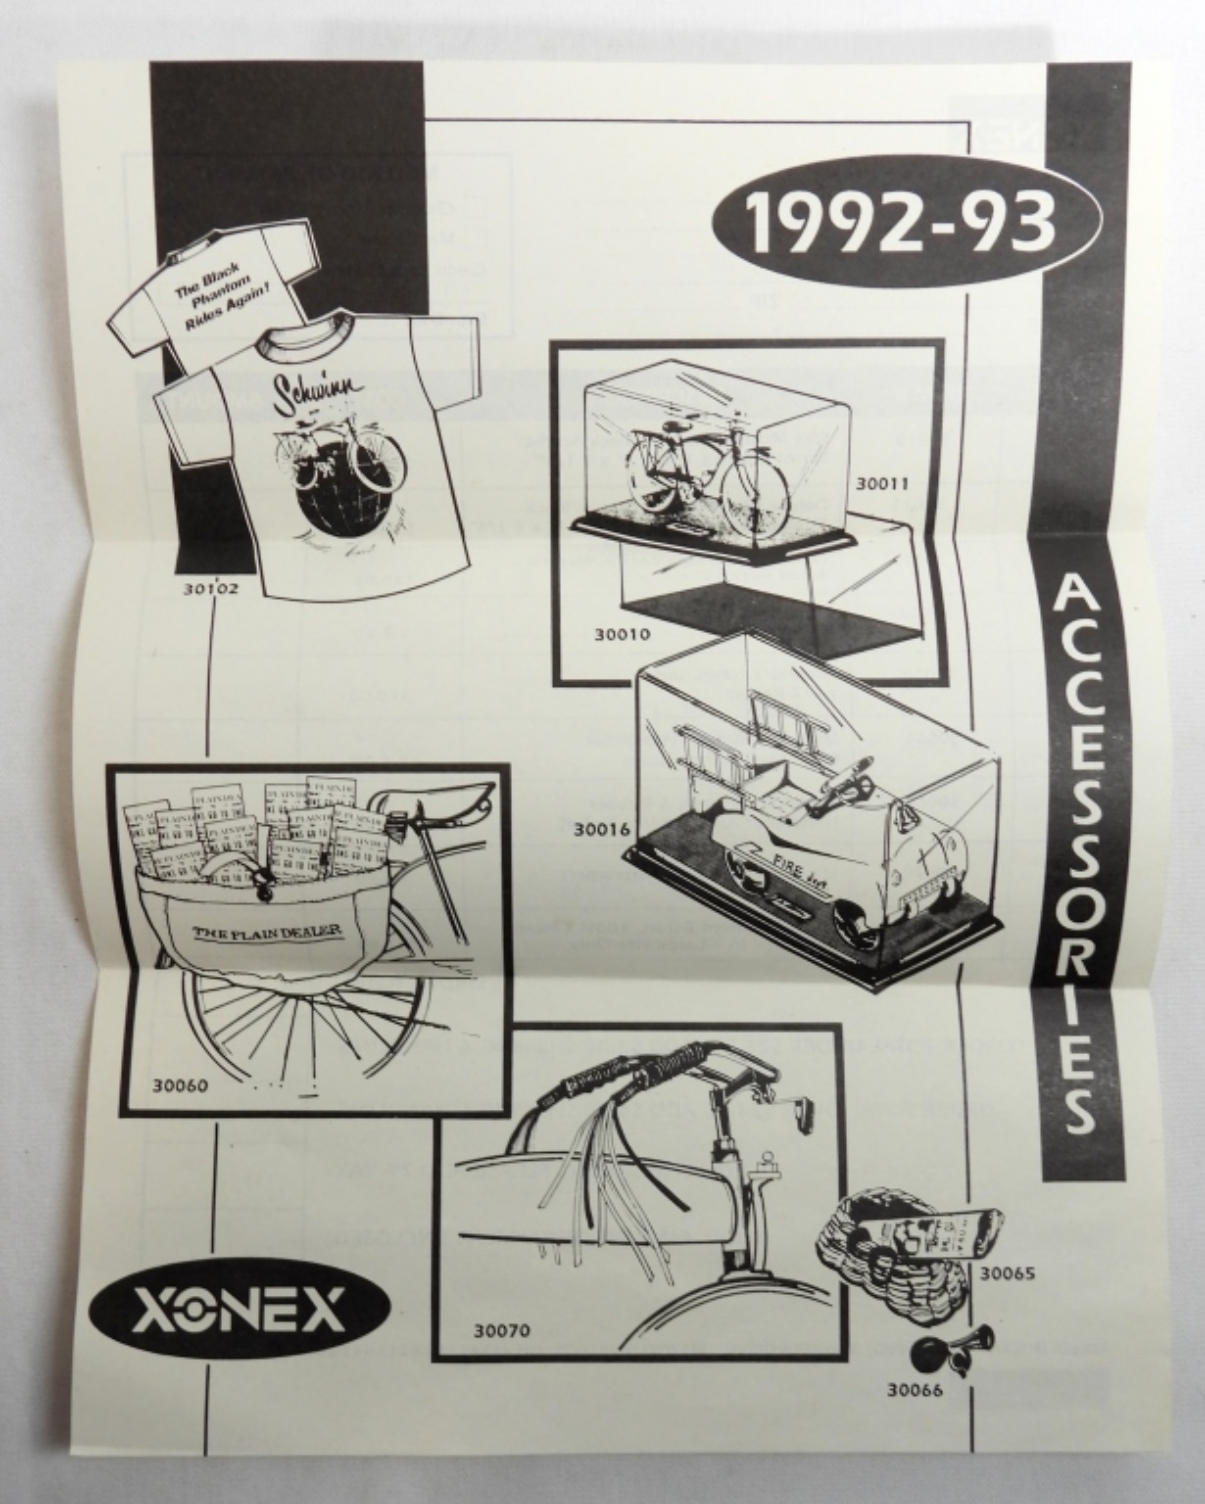 1992-93
The Black
Phantom
Rides Again!
Schwinn
30102
30011
30010
ACCESSORIES
30016
FIRE dept
THE PLAIN DEALER
30060
30070
30065
30066
XONEX